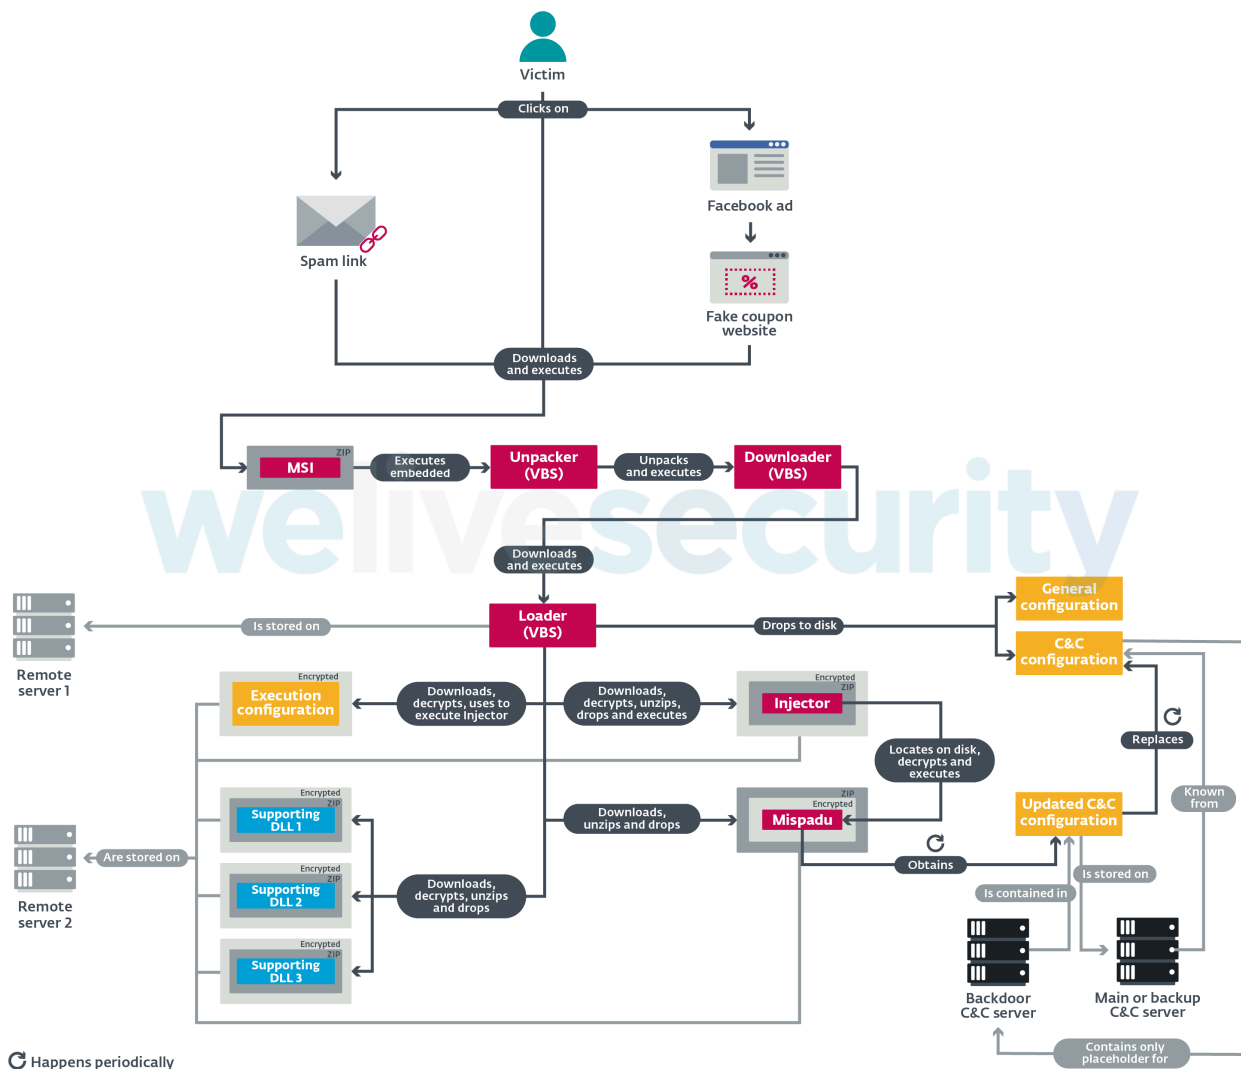 Victim
Clicks on
Facebook ad
Spam link
%
Fake coupon
website
Downloads
and executes
ZIP
MSI
Executes
embedded
Unpacker
(VBS)
Unpacks
and executes
Downloader
(VBS)
welivesecurity
Downloads
and executes
Remote
server 1
Is stored on
Loader
(VBS)
Drops to disk
General
configuration
C&C
configuration
Encrypted
Execution
configuration
Downloads,
decrypts, uses to
execute Injector
Downloads,
decrypts, unzips,
drops and executes
Encrypted
ZIP
Injector
Locates on disk,
decrypts and
executes
Replaces
Known
from
Encrypted
ZIP
Supporting
DLL 1
Downloads,
unzips and drops
ZIP
Encrypted
Mispadu
Updated C&C
configuration
Obtains
Remote
server 2
Are stored on
Encrypted
ZIP
Supporting
DLL 2
Downloads,
decrypts, unzips
and drops
Is stored on
Is contained in
Encrypted
ZIP
Supporting
DLL 3
Backdoor
C&C server
Main or backup
C&C server
Contains only
placeholder for
Happens periodically